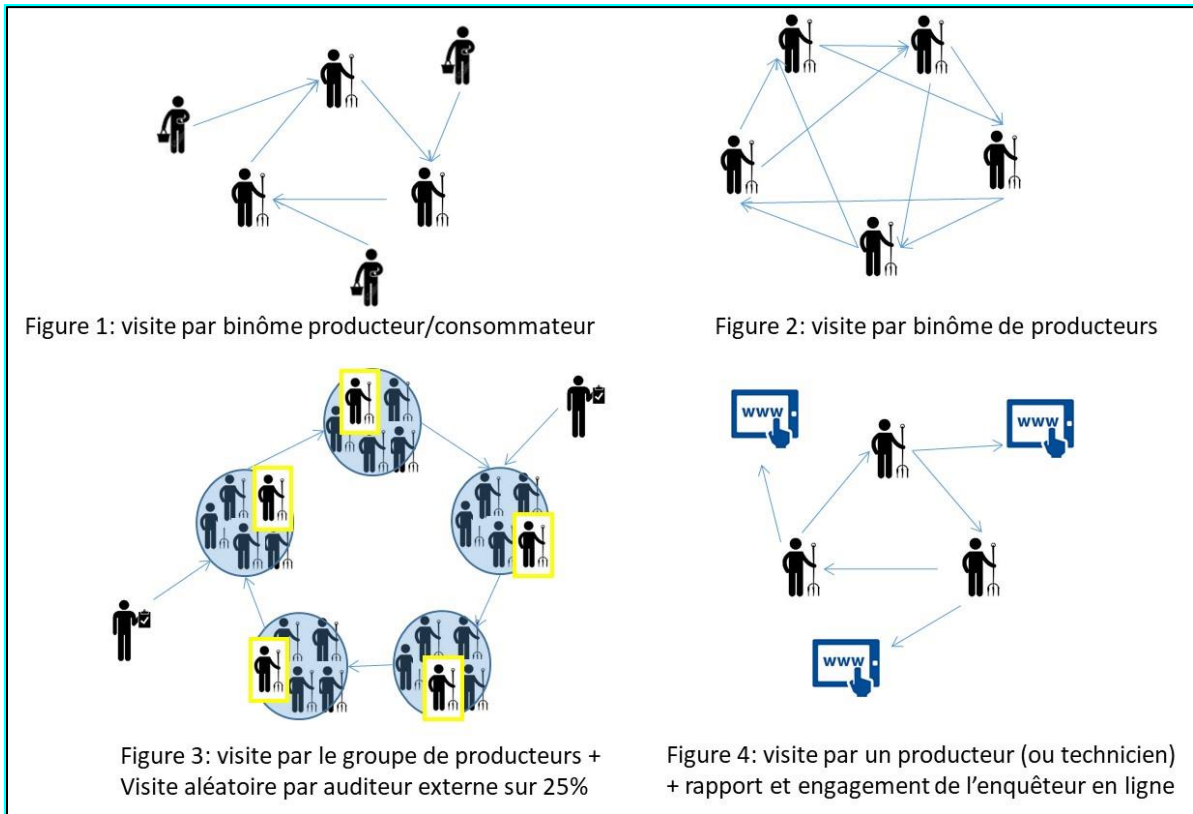 Figure 1: visite par binôme producteur/consommateur
Figure 2: visite par binôme de producteurs
www
www
www
Figure 3: visite par le groupe de producteurs +
Visite aléatoire par auditeur externe sur 25%
Figure 4: visite par un producteur (ou technicien)
+ rapport et engagement de l’enquêteur en ligne